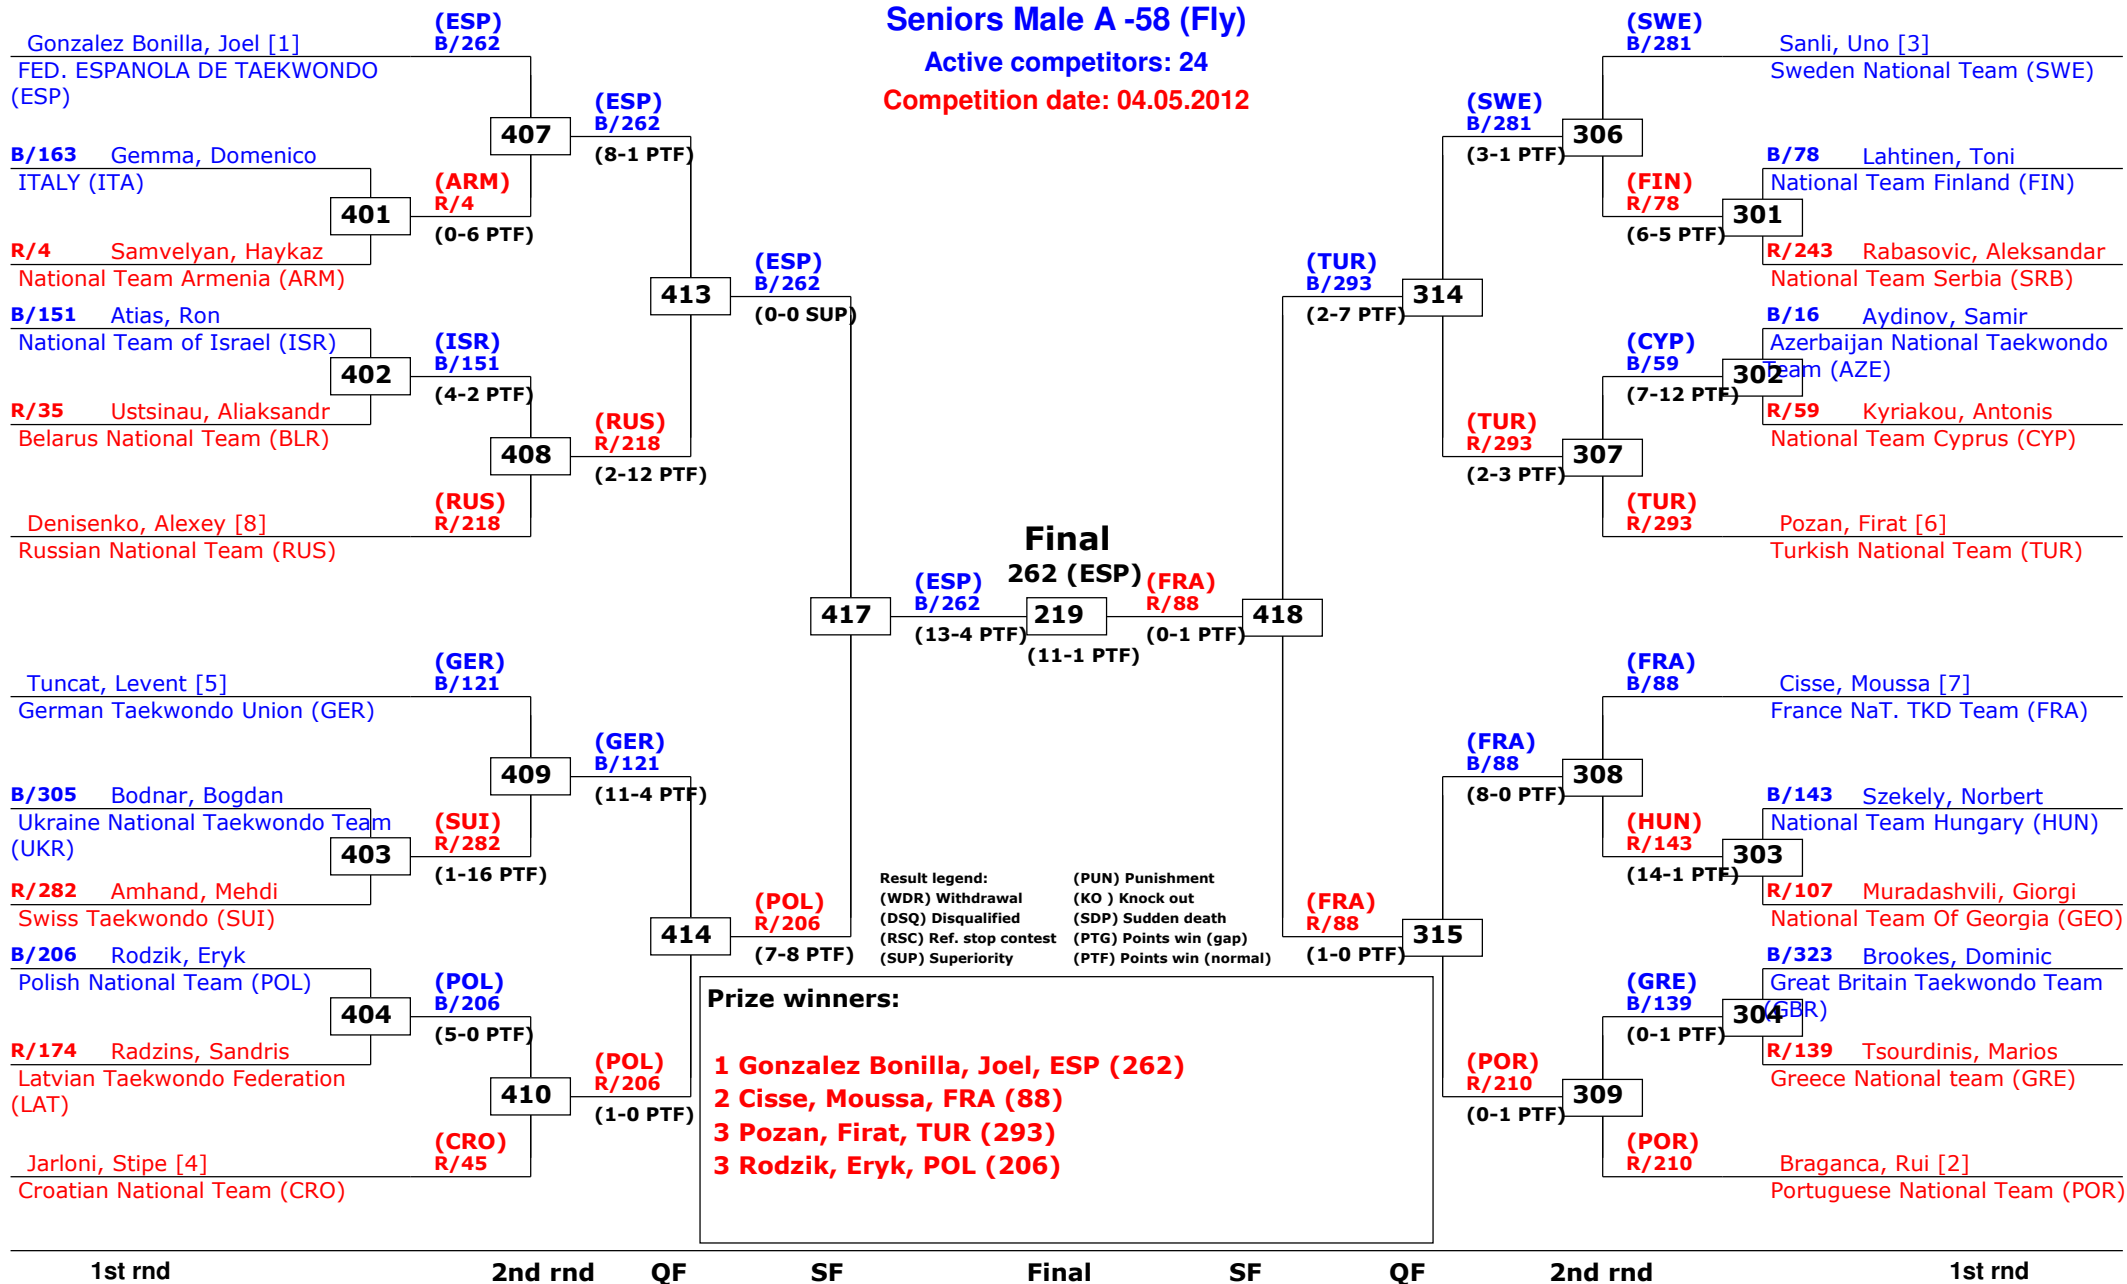 Seniors Male A -58 (Fly)
Active competitors: 24
Competition date: 04.05.2012
(ESP)
B/262
Gonzalez Bonilla, Joel [1]
FED. ESPANOLA DE TAEKWONDO
(ESP)
B/163 Gemma, Domenico
ITALY (ITA)
401
(ARM)
R/4
(0-6 PTF)
R/4 Samvelyan, Haykaz
National Team Armenia (ARM)
407
(ESP)
B/262
(8-1 PTF)
B/151 Atias, Ron
National Team of Israel (ISR)
402
(ISR)
B/151
(4-2 PTF)
R/35 Ustsinau, Aliaksandr
Belarus National Team (BLR)
408
(RUS)
R/218
(2-12 PTF)
(RUS)
R/218
Denisenko, Alexey [8]
Russian National Team (RUS)
413
(ESP)
B/262
(0-0 SUP)
(GER)
B/121
Tuncat, Levent [5]
German Taekwondo Union (GER)
B/305 Bodnar, Bogdan
Ukraine National Taekwondo Team
(UKR)
403
(SUI)
R/282
(1-16 PTF)
R/282 Amhand, Mehdi
Swiss Taekwondo (SUI)
409
(GER)
B/121
(11-4 PTF)
B/206 Rodzik, Eryk
Polish National Team (POL)
404
(POL)
B/206
(5-0 PTF)
R/174 Radzins, Sandris
Latvian Taekwondo Federation
(LAT)
410
(POL)
R/206
(1-0 PTF)
(CRO)
R/45
Jarloni, Stipe [4]
Croatian National Team (CRO)
414
(POL)
R/206
(7-8 PTF)
417
(ESP)
B/262
(13-4 PTF)
Final
262 (ESP)
219
(11-1 PTF)
(FRA)
R/88
(0-1 PTF)
418
(SWE)
B/281
Sanli, Uno [3]
Sweden National Team (SWE)
(SWE)
B/281
(3-1 PTF)
306
B/78 Lahtinen, Toni
National Team Finland (FIN)
(FIN)
R/78
(6-5 PTF)
301
R/243 Rabasovic, Aleksandar
National Team Serbia (SRB)
(TUR)
B/293
(2-7 PTF)
314
B/16 Aydinov, Samir
Azerbaijan National Taekwondo
Team (AZE)
(CYP)
B/59
(7-12 PTF)
302
R/59 Kyriakou, Antonis
National Team Cyprus (CYP)
(TUR)
R/293
(2-3 PTF)
307
(TUR)
R/293
Pozan, Firat [6]
Turkish National Team (TUR)
(FRA)
B/88
Cisse, Moussa [7]
France NaT. TKD Team (FRA)
(FRA)
B/88
(8-0 PTF)
308
B/143 Szekely, Norbert
National Team Hungary (HUN)
(HUN)
R/143
(14-1 PTF)
303
R/107 Muradashvili, Giorgi
National Team Of Georgia (GEO)
(FRA)
R/88
(1-0 PTF)
315
B/323 Brookes, Dominic
Great Britain Taekwondo Team
(GBR)
(GRE)
B/139
(0-1 PTF)
304
R/139 Tsourdinis, Marios
Greece National team (GRE)
(POR)
R/210
(0-1 PTF)
309
(POR)
R/210
Braganca, Rui [2]
Portuguese National Team (POR)
Result legend:
(WDR) Withdrawal
(DSQ) Disqualified
(RSC) Ref. stop contest
(SUP) Superiority
(PUN) Punishment
(KO ) Knock out
(SDP) Sudden death
(PTG) Points win (gap)
(PTF) Points win (normal)
Prize winners:
1 Gonzalez Bonilla, Joel, ESP (262)
2 Cisse, Moussa, FRA (88)
3 Pozan, Firat, TUR (293)
3 Rodzik, Eryk, POL (206)
1st rnd 2nd rnd QF SF Final SF QF 2nd rnd 1st rnd